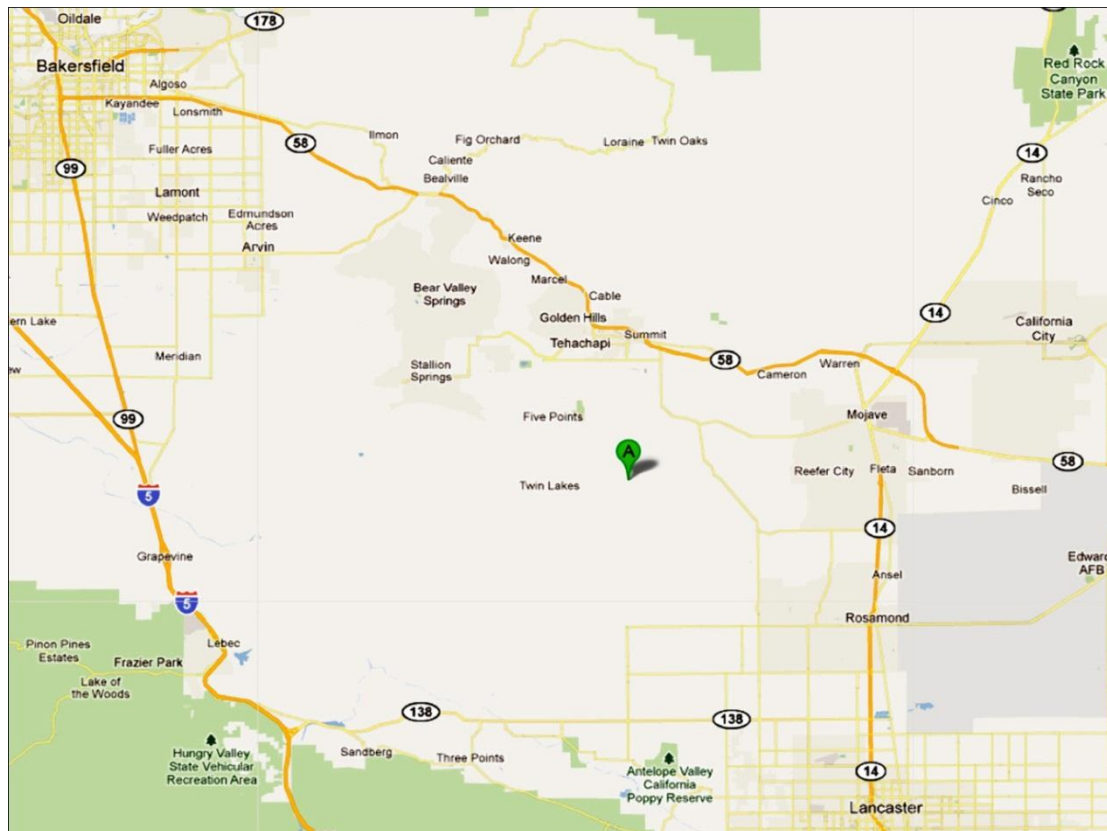 Oildale
178
Bakersfield
Red Rock
Canyon
State Park
Algoso
Kayandee
Lonsmith
Ilmon
Fig Orchard
Loraine
Twin Oaks
58
Fuller Acres
14
99
Caliente
Bealville
Lamont
Rancho
Seco
Cinco
Weedpatch
Edmundson
Acres
Arvin
Keene
Walong
Marcel
Bear Valley
Springs
Cable
14
Golden Hills
ern Lake
California
City
Summit
Tehachapi
Meridian
58
Warren
ew
Stallion
Springs
Cameron
99
Five Points
Mojave
A
58
Reefer City
Fleta
Sanborn
Twin Lakes
Bissell
5
14
Grapevine
Edward
AFB
Ansel
5
Rosamond
Lebec
Pinon Pines
Estates
Frazier Park
Lake of
the Woods
138
138
Hungry Valley
State Vehicular
Recreation Area
Sandberg
Three Points
Antelope Valley
California
Poppy Reserve
14
Lancaster